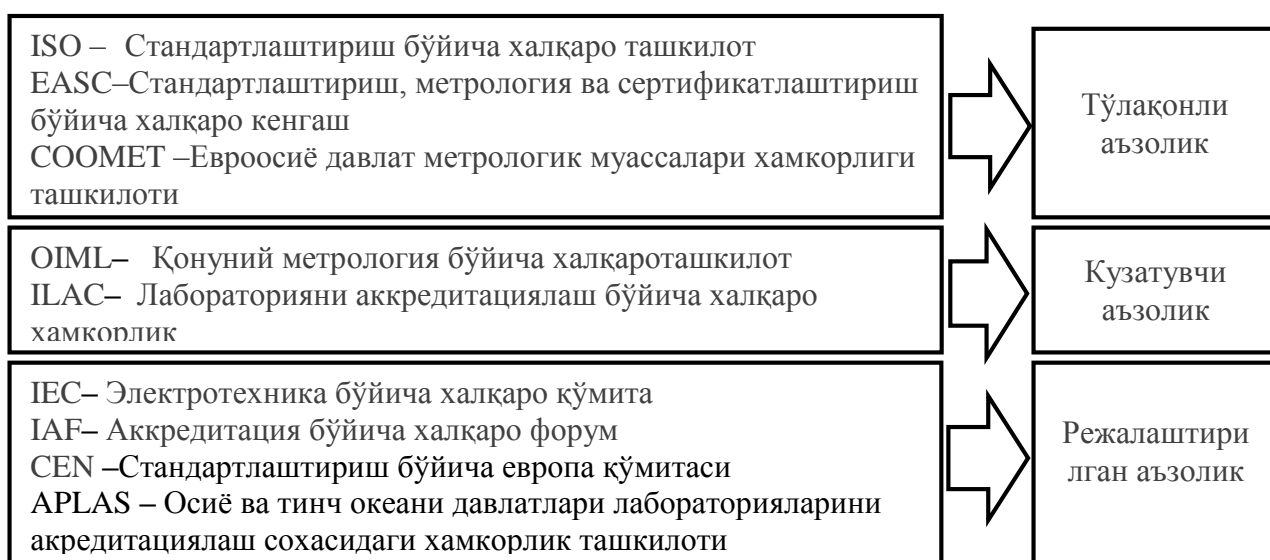 ISO – Стандартлаштириш бўйича халқаро ташкилот
EASC–Стандартлаштириш, метрология ва сертификатлаштириш
бўйича халқаро кенгаш
COOMET –Евроосиё давлат метрологик муассалари хамкорлиги
ташкилоти
Тўлақонли
аъзолик
OIML– Қонуний метрология бўйича халқароташкилот
ILAC– Лабораторияни аккредитациялаш бўйича халқаро
хамкорлик
Кузатувчи
аъзолик
IEC– Электротехника бўйича халқаро қўмита
IAF– Аккредитация бўйича халқаро форум
CEN –Стандартлаштириш бўйича европа қўмитаси
APLAS – Осиё ва тинч океани давлатлари лабораторияларини
акредитациялаш сохасидаги хамкорлик ташкилоти
Режалаштири
лган аъзолик